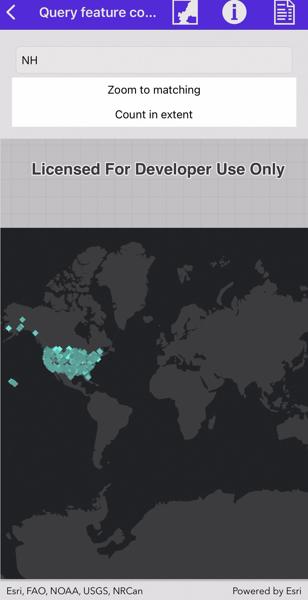 Query feature co...
NH
Zoom to matching
Count in extent
Licensed For Developer Use Only
Esri, FAO, NOAA, USGS, NRCan
Powered by Esri